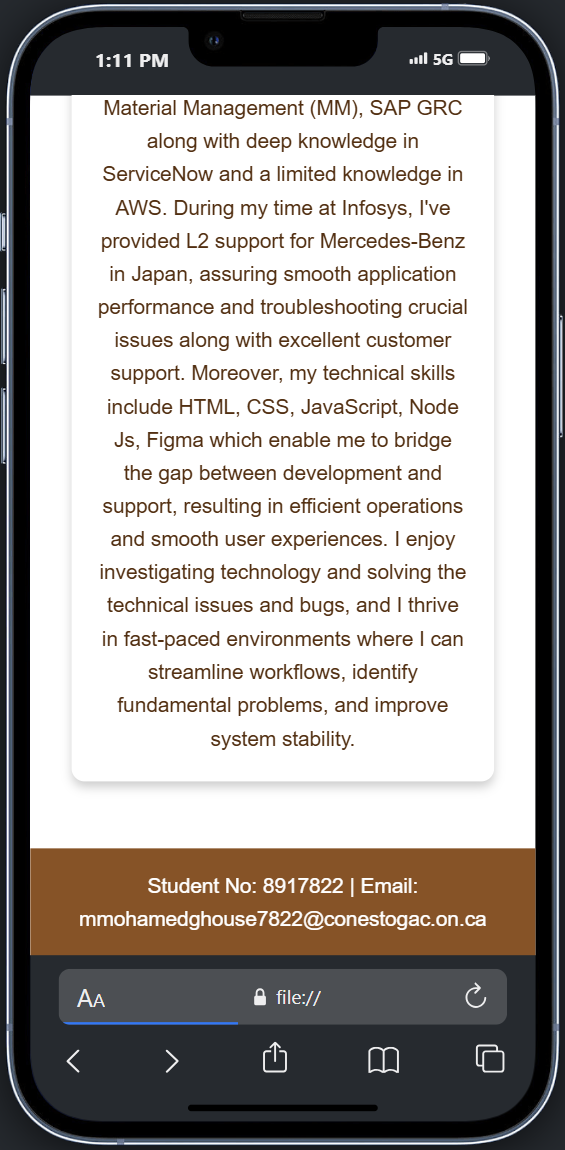 1:11 PM 5G
Material Management (MM), SAP GRC
along with deep knowledge in
ServiceNow and a limited knowledge in
AWS. During my time at Infosys, I've
provided L2 support for Mercedes-Benz
in Japan, assuring smooth application
performance and troubleshooting crucial
issues along with excellent customer
support. Moreover, my technical skills
include HTML, CSS, JavaScript, Node
Js, Figma which enable me to bridge
the gap between development and
support, resulting in efficient operations
and smooth user experiences. I enjoy
investigating technology and solving the
technical issues and bugs, and I thrive
in fast-paced environments where I can
streamline workflows, identify
fundamental problems, and improve
system stability.
Student No: 8917822 | Email:
mmohamedghouse7822@conestogac.on.ca
AA file://